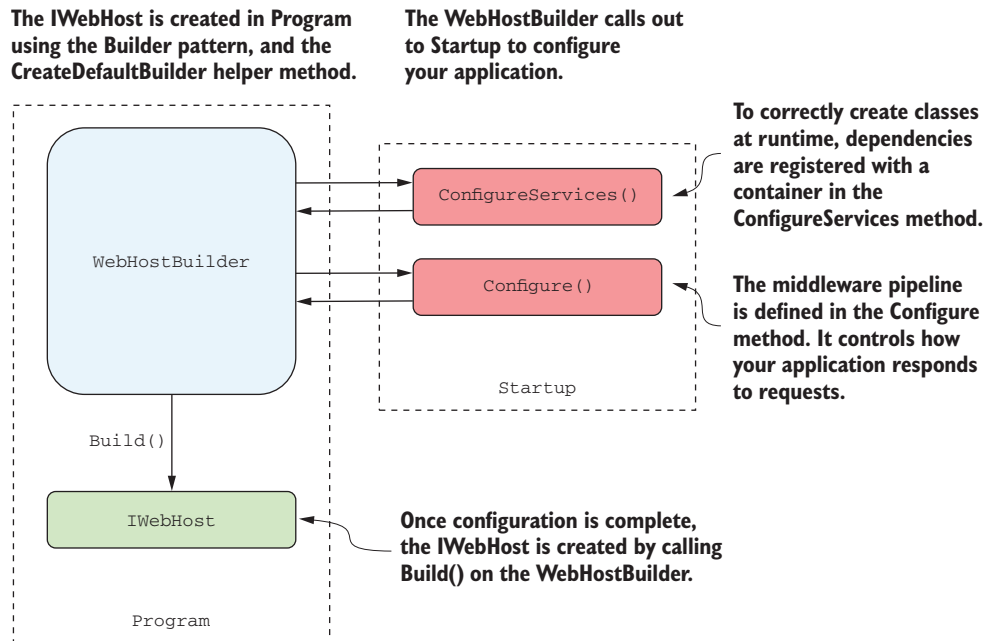 The IWebHost is created in Program
using the Builder pattern, and the
CreateDefaultBuilder helper method.
The WebHostBuilder calls out
to Startup to configure
your application.
To correctly create classes
at runtime, dependencies
are registered with a
container in the
ConfigureServices method.
ConfigureServices()
WebHostBuilder
Configure()
The middleware pipeline
is defined in the Configure
method. It controls how
your application responds
to requests.
Startup
Build()
IWebHost
Once configuration is complete,
the IWebHost is created by calling
Build() on the WebHostBuilder.
Program